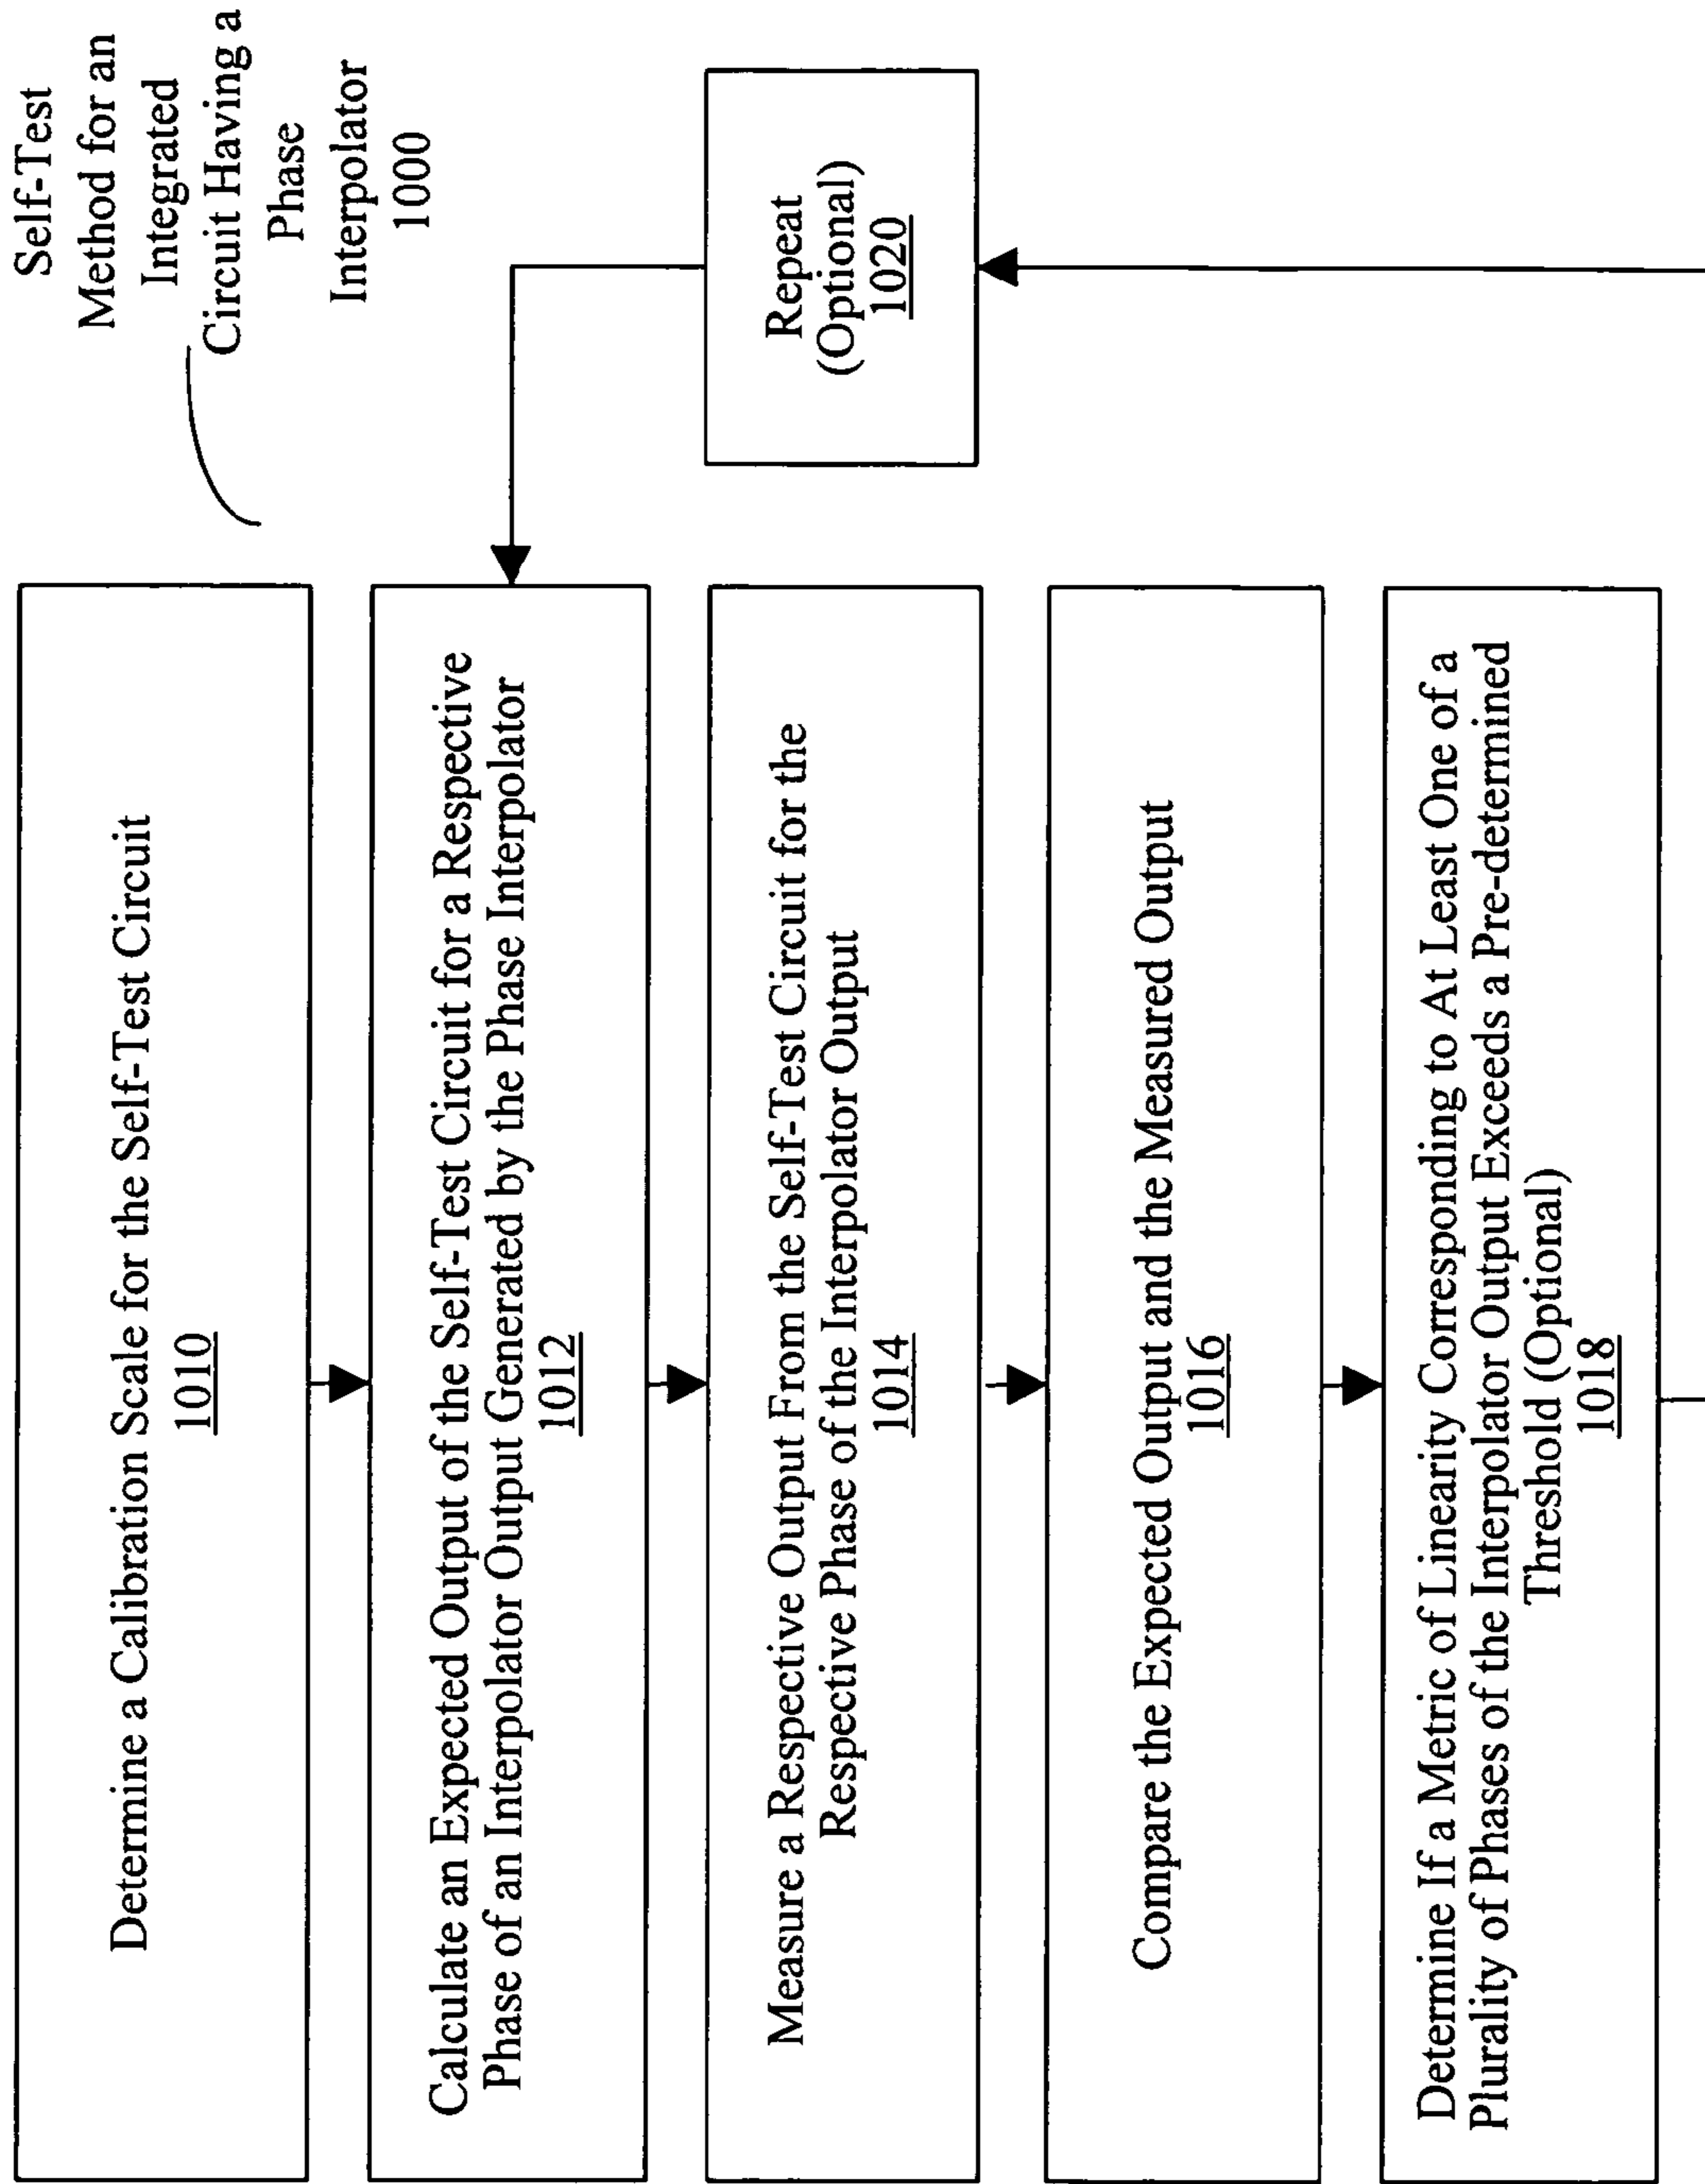 Self-Test
Method for an
Integrated
Circuit Having a
Phase
Interpolator
1000
Determine a Calibration Scale for the Self-Test Circuit
1010
Calculate an Expected Output of the Self-Test Circuit for a Respective
Phase of an Interpolator Output Generated by the Phase Interpolator
1012
Measure a Respective Output From the Self-Test Circuit for the
Respective Phase of the Interpolator Output
1014
Compare the Expected Output and the Measured Output
1016
Determine If a Metric of Linearity Corresponding to At Least One of a
Plurality of Phases of the Interpolator Output Exceeds a Pre-determined
Threshold (Optional)
1018
Repeat
(Optional)
1020